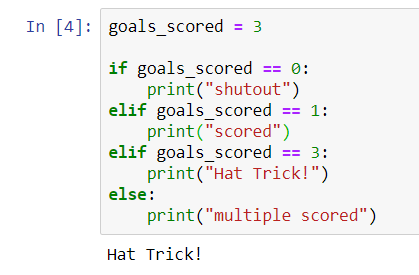 In [4]: goals_scored = 3
if goals_scored == 0:
    print("shutout")
elif goals_scored == 1:
    print("scored")
elif goals_scored == 3:
    print("Hat Trick!")
else:
    print("multiple scored")
Hat Trick!